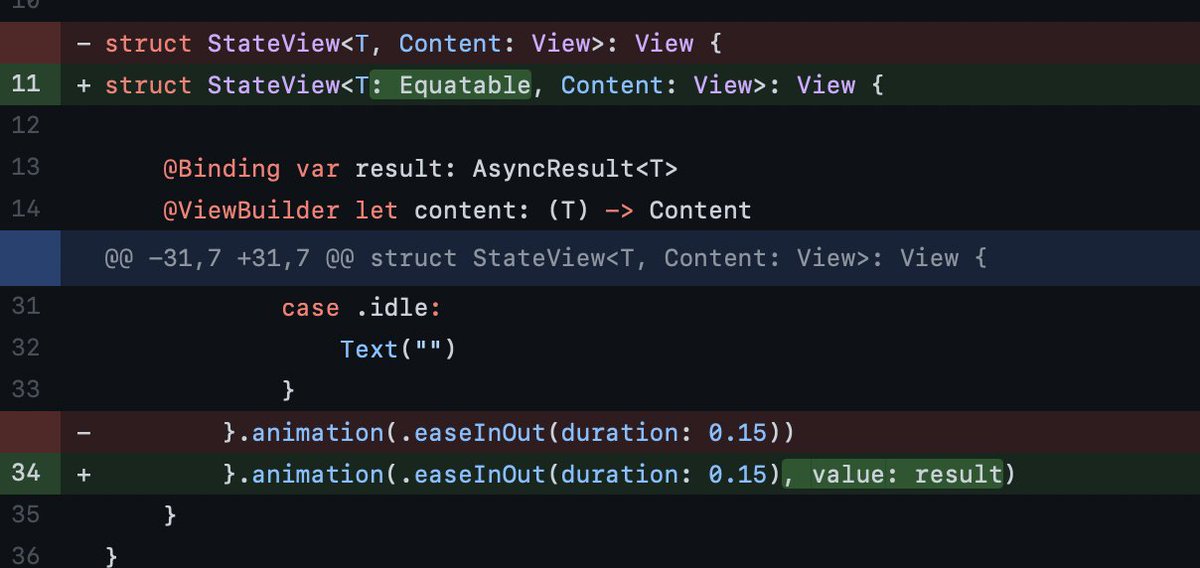 10
- struct StateView<T, Content: View>: View {
11 + struct StateView<T: Equatable, Content: View>: View {
12
13 @Binding var result: AsyncResult<T>
14 @ViewBuilder let content: (T) -> Content
@@ -31,7 +31,7 @@ struct StateView<T, Content: View>: View {
31 case .idle:
32 Text("")
33 }
- }.animation(.easeInOut(duration: 0.15))
34 + }.animation(.easeInOut(duration: 0.15), value: result)
35 }
36 }